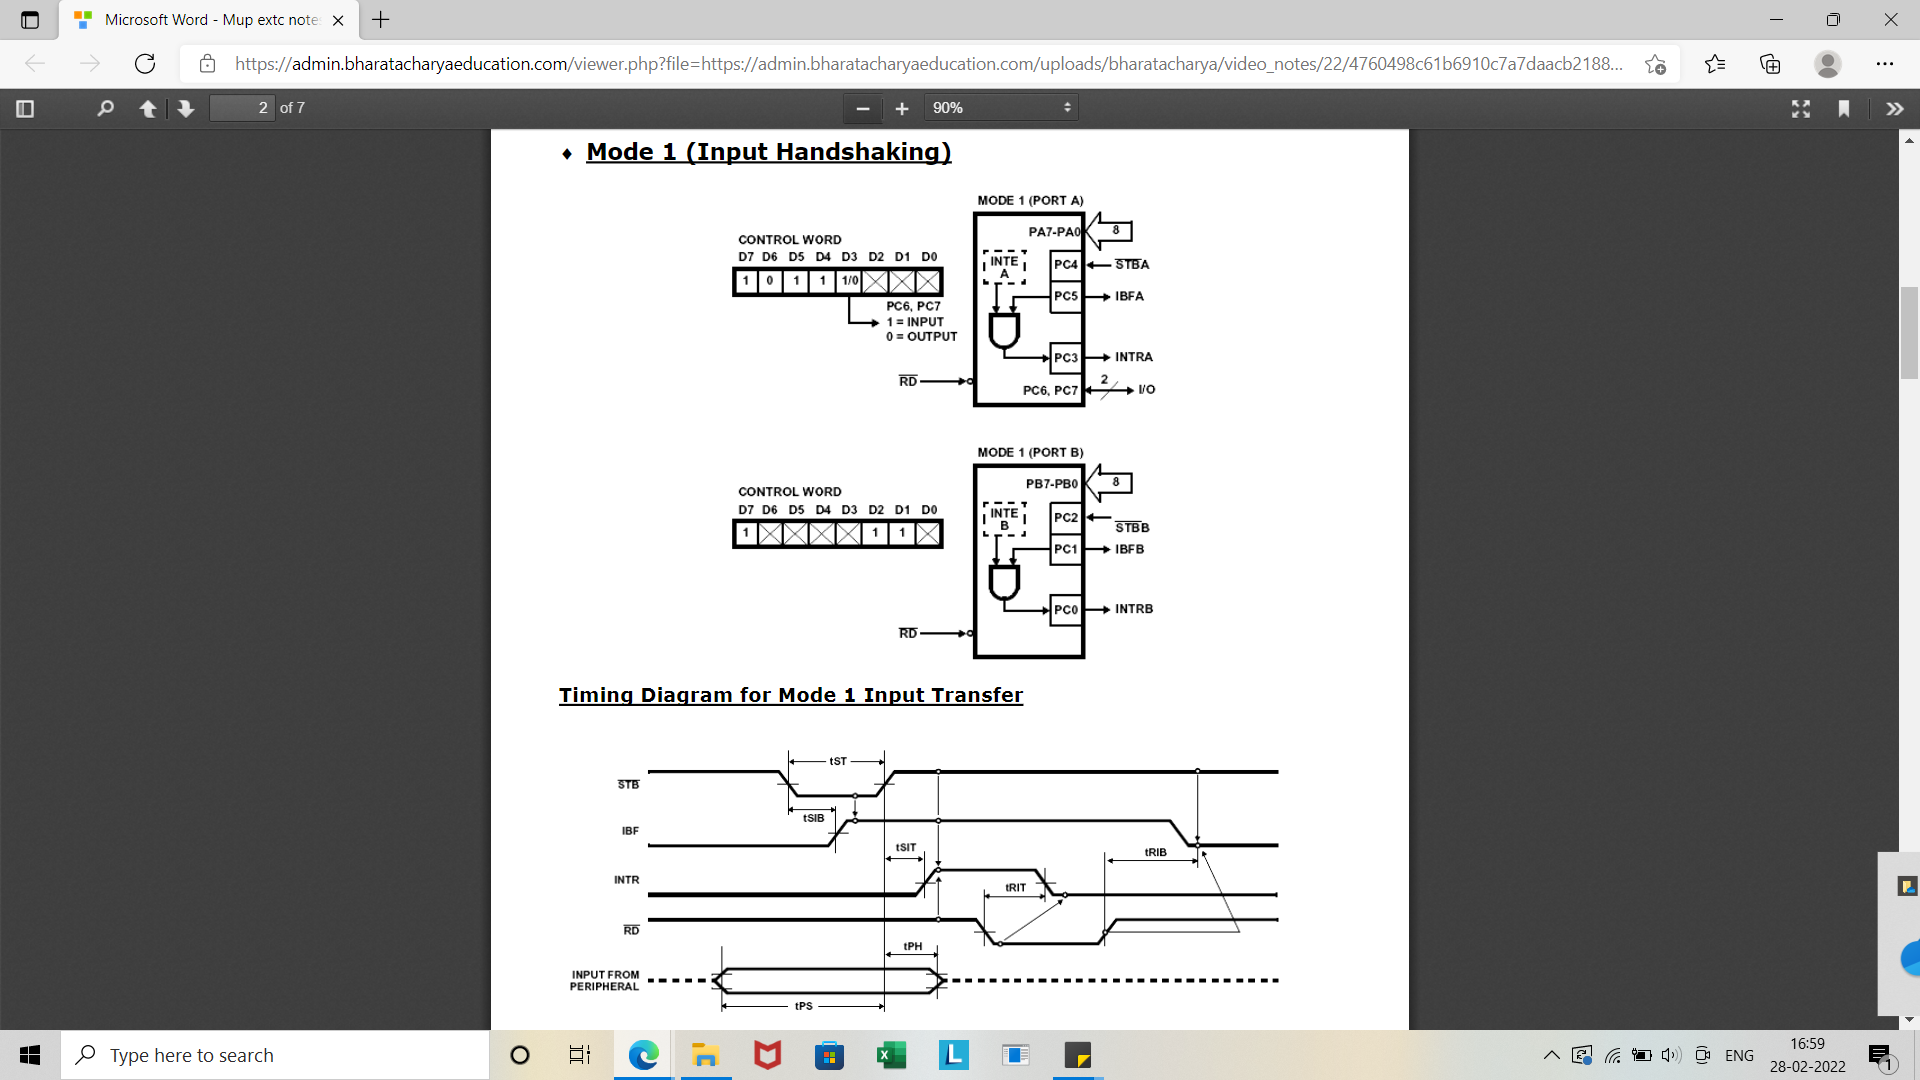 Microsoft Word - Mup extc note
https://admin.bharatacharyaeducation.com/viewer.php?file=https://admin.bharatacharyaeducation.com/uploads/bharatacharya/video_notes/22/4760498c61b6910c7a7daacb2188...
2 of 7
90%
♦ Mode 1 (Input Handshaking)
MODE 1 (PORT A)
PA7-PA0
8
CONTROL WORD
D7 D6 D5 D4 D3 D2 D1 D0
1 0 1 1 1/0
PC6, PC7
1 = INPUT
0 = OUTPUT
INTE
A
PC4
STBA
PC5
IBFA
PC3
INTRA
RD
PC6, PC7
2
I/O
MODE 1 (PORT B)
PB7-PB0
8
CONTROL WORD
D7 D6 D5 D4 D3 D2 D1 D0
1 1 1
INTE
B
PC2
STBB
PC1
IBFB
PC0
INTRB
RD
Timing Diagram for Mode 1 Input Transfer
tST
STB
tSIB
IBF
tSIT
tRIB
INTR
tRIT
RD
tPH
INPUT FROM
PERIPHERAL
tPS
Type here to search
L
ENG
16:59
28-02-2022
1